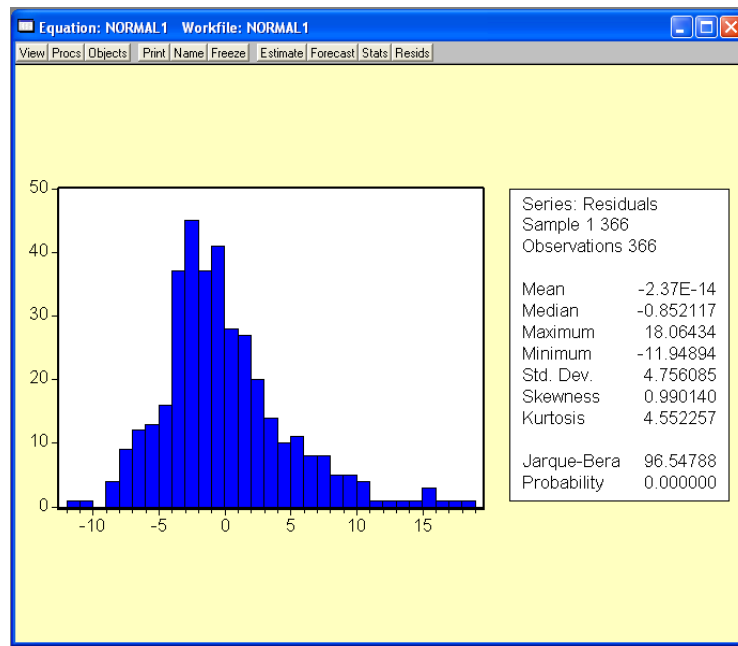 Equation: NORMAL1 Workfile: NORMAL1
View Procs Objects Print Name Freeze Estimate Forecast Stats Resids
50
40
30
20
10
0
-10 -5 0 5 10 15
Series: Residuals
Sample 1 366
Observations 366
Mean -2.37E-14
Median -0.852117
Maximum 18.06434
Minimum -11.94894
Std. Dev. 4.756085
Skewness 0.990140
Kurtosis 4.552257
Jarque-Bera 96.54788
Probability 0.000000